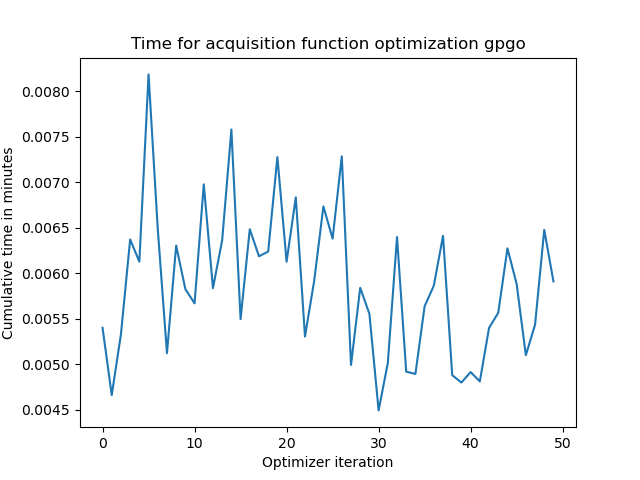 Time for acquisition function optimization gpgo
Cumulative time in minutes
0.0080
0.0075
0.0070
0.0065
0.0060
0.0055
0.0050
0.0045
0 10 20 30 40 50
Optimizer iteration